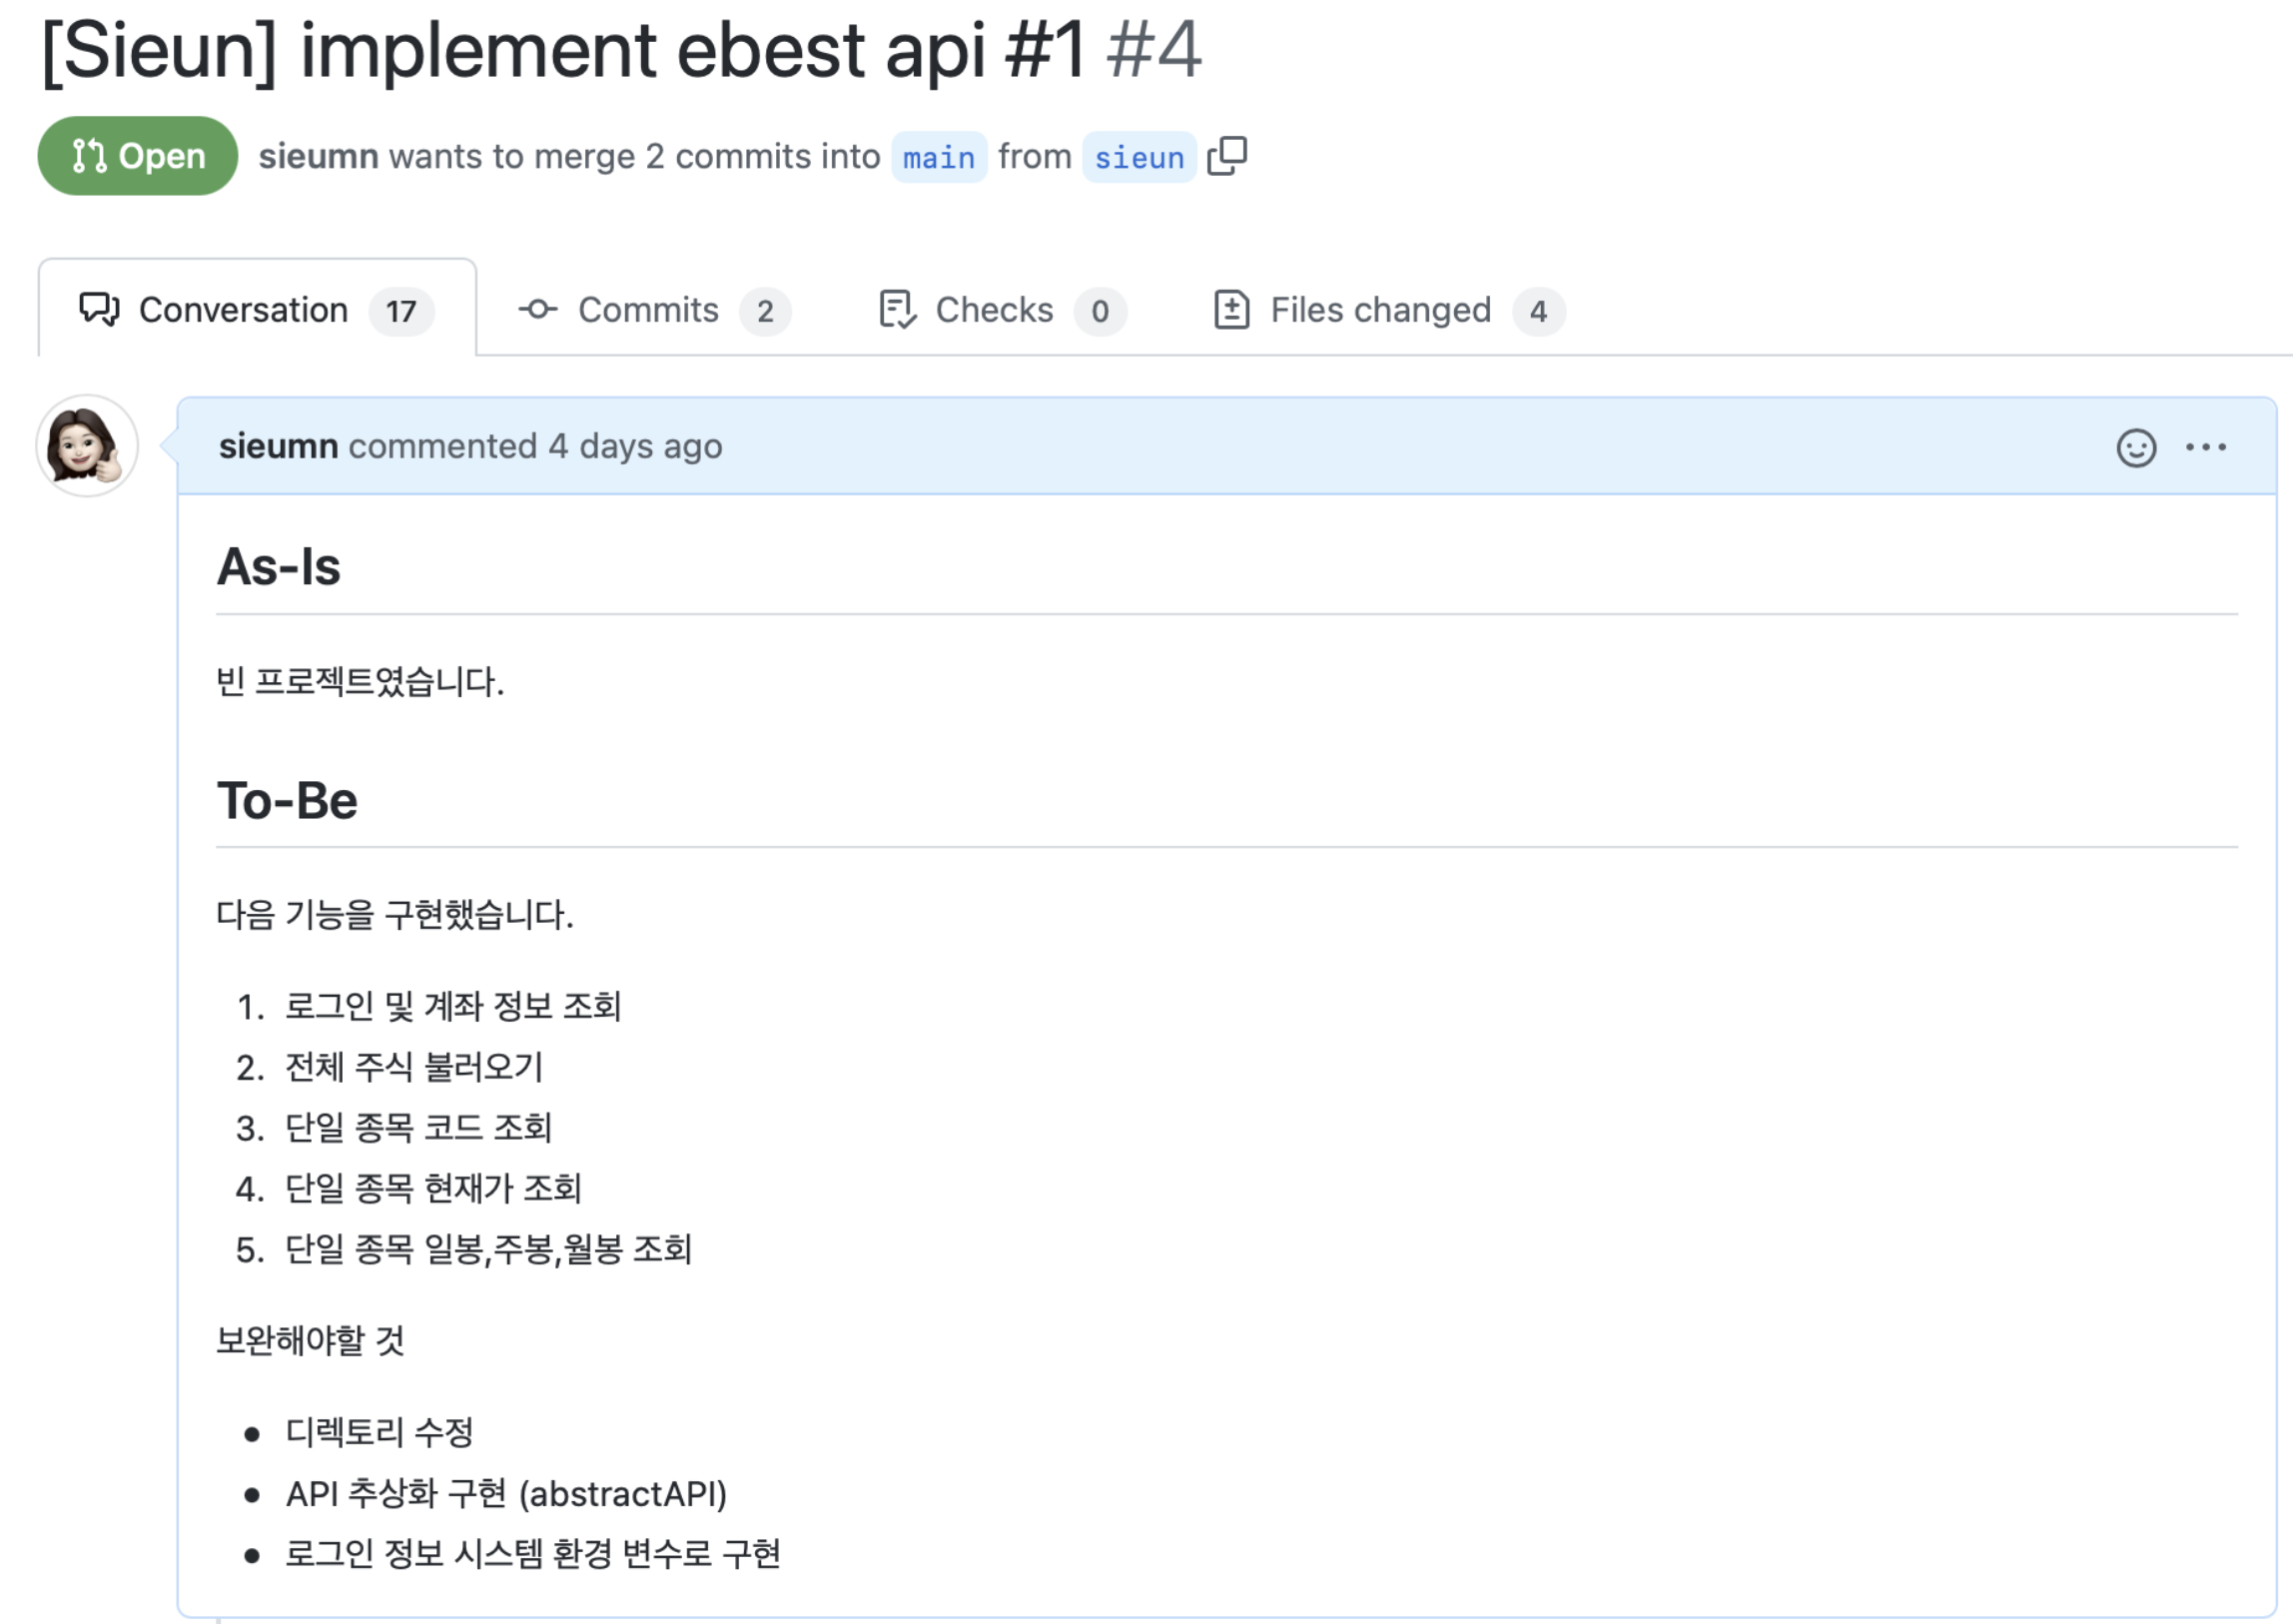 [Sieun] implement ebest api #1 #4
Open sieumn wants to merge 2 commits into main from sieun
Conversation 17 Commits 2 Checks 0 Files changed 4
sieumn commented 4 days ago
As-Is
빈 프로젝트였습니다.
To-Be
다음 기능을 구현했습니다.
1. 로그인 및 계좌 정보 조회
2. 전체 주식 불러오기
3. 단일 종목 코드 조회
4. 단일 종목 현재가 조회
5. 단일 종목 일봉,주봉,월봉 조회
보완해야할 것
• 디렉토리 수정
• API 추상화 구현 (abstractAPI)
• 로그인 정보 시스템 환경 변수로 구현